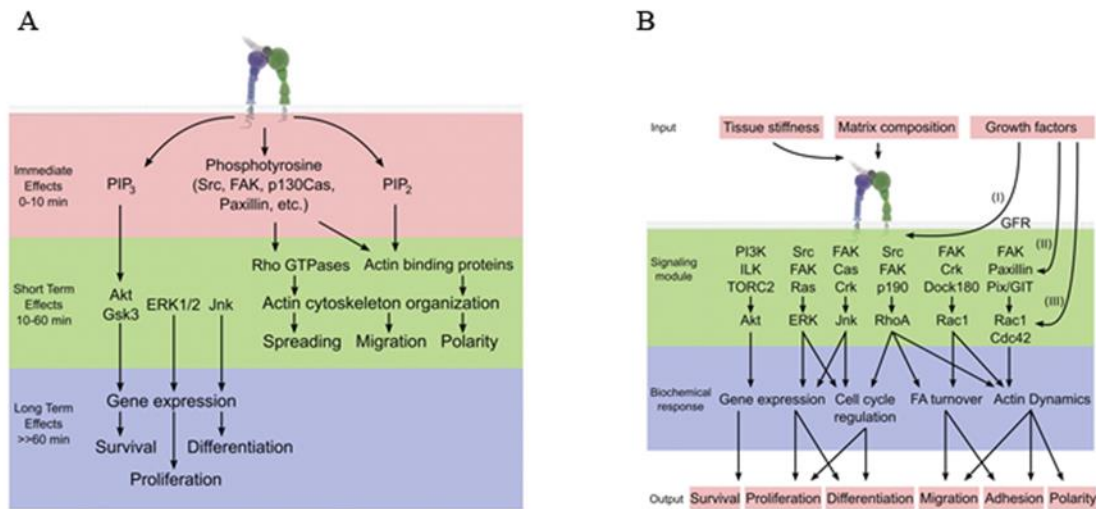 A
Immediate
Effects
0-10 min
PIP3
Phosphotyrosine
(Src, FAK, p130Cas,
Paxillin, etc.)
PIP2
Short Term
Effects
10-60 min
Akt
Gsk3
ERK1/2
Jnk
Rho GTPases
Actin binding proteins
Actin cytoskeleton organization
Spreading
Migration
Polarity
Long Term
Effects
>>60 min
Gene expression
Survival
Differentiation
Proliferation
B
Input
Tissue stiffness
Matrix composition
Growth factors
(I)
GFR
(II)
(III)
Signaling
module
PI3K
ILK
TORC2
Akt
Src
FAK
Ras
ERK
FAK
Cas
Crk
Jnk
Src
FAK
p190
RhoA
FAK
Crk
Dock180
Rac1
FAK
Paxillin
Pix/GIT
Rac1
Cdc42
Biochemical
response
Gene expression
Cell cycle
regulation
FA turnover
Actin Dynamics
Output
Survival
Proliferation
Differentiation
Migration
Adhesion
Polarity